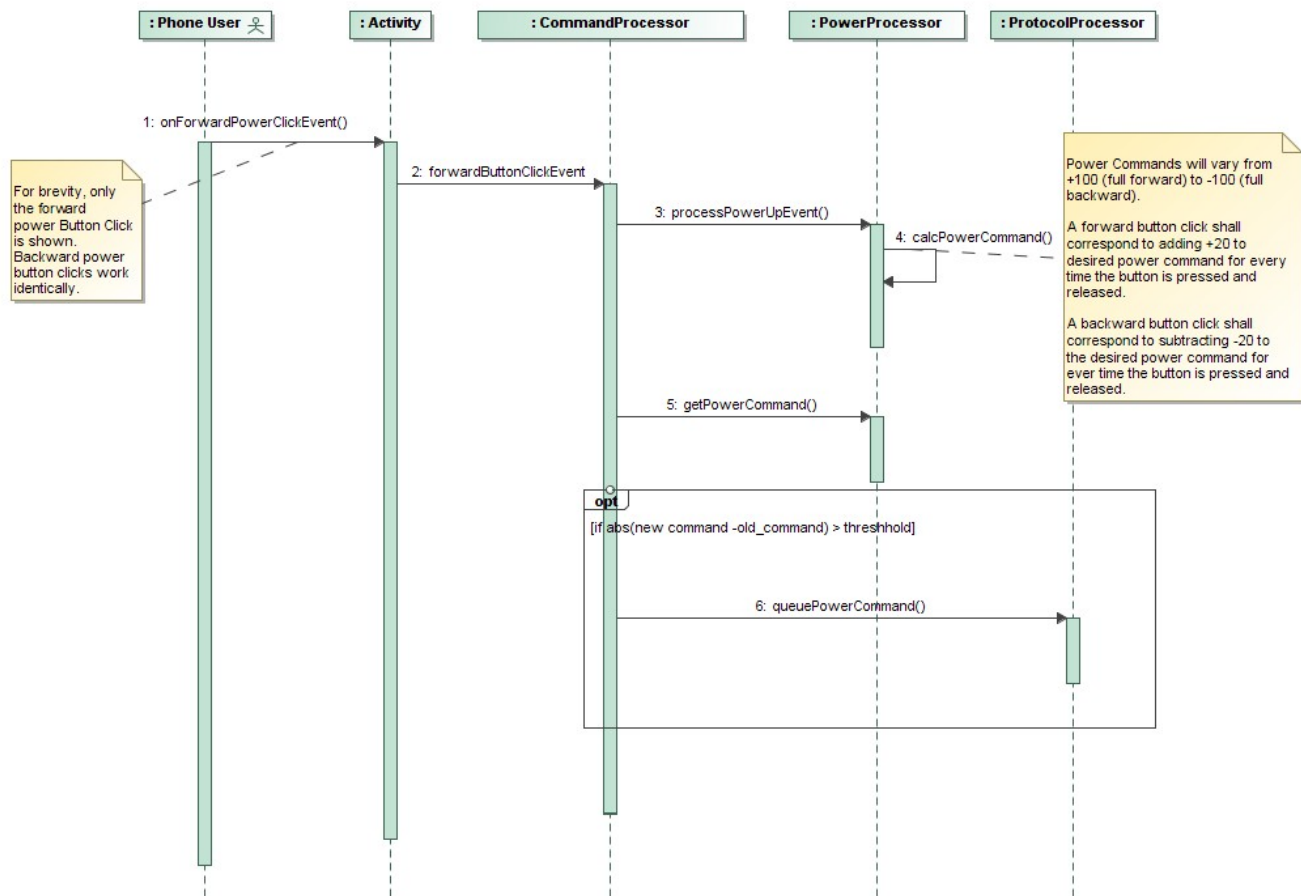 : Phone User
: Activity
: CommandProcessor
: PowerProcessor
: ProtocolProcessor
1: onForwardPowerClickEvent()
For brevity, only
the forward
power Button Click
is shown.
Backward power
button clicks work
identically.
2: forwardButtonClickEvent
3: processPowerUpEvent()
4: calcPowerCommand()
Power Commands will vary from
+100 (full forward) to -100 (full
backward).
A forward button click shall
correspond to adding +20 to
desired power command for every
time the button is pressed and
released.
A backward button click shall
correspond to subtracting -20 to
the desired power command for
ever time the button is pressed and
released.
5: getPowerCommand()
opt
[if abs(new command -old_command) > threshhold]
6: queuePowerCommand()